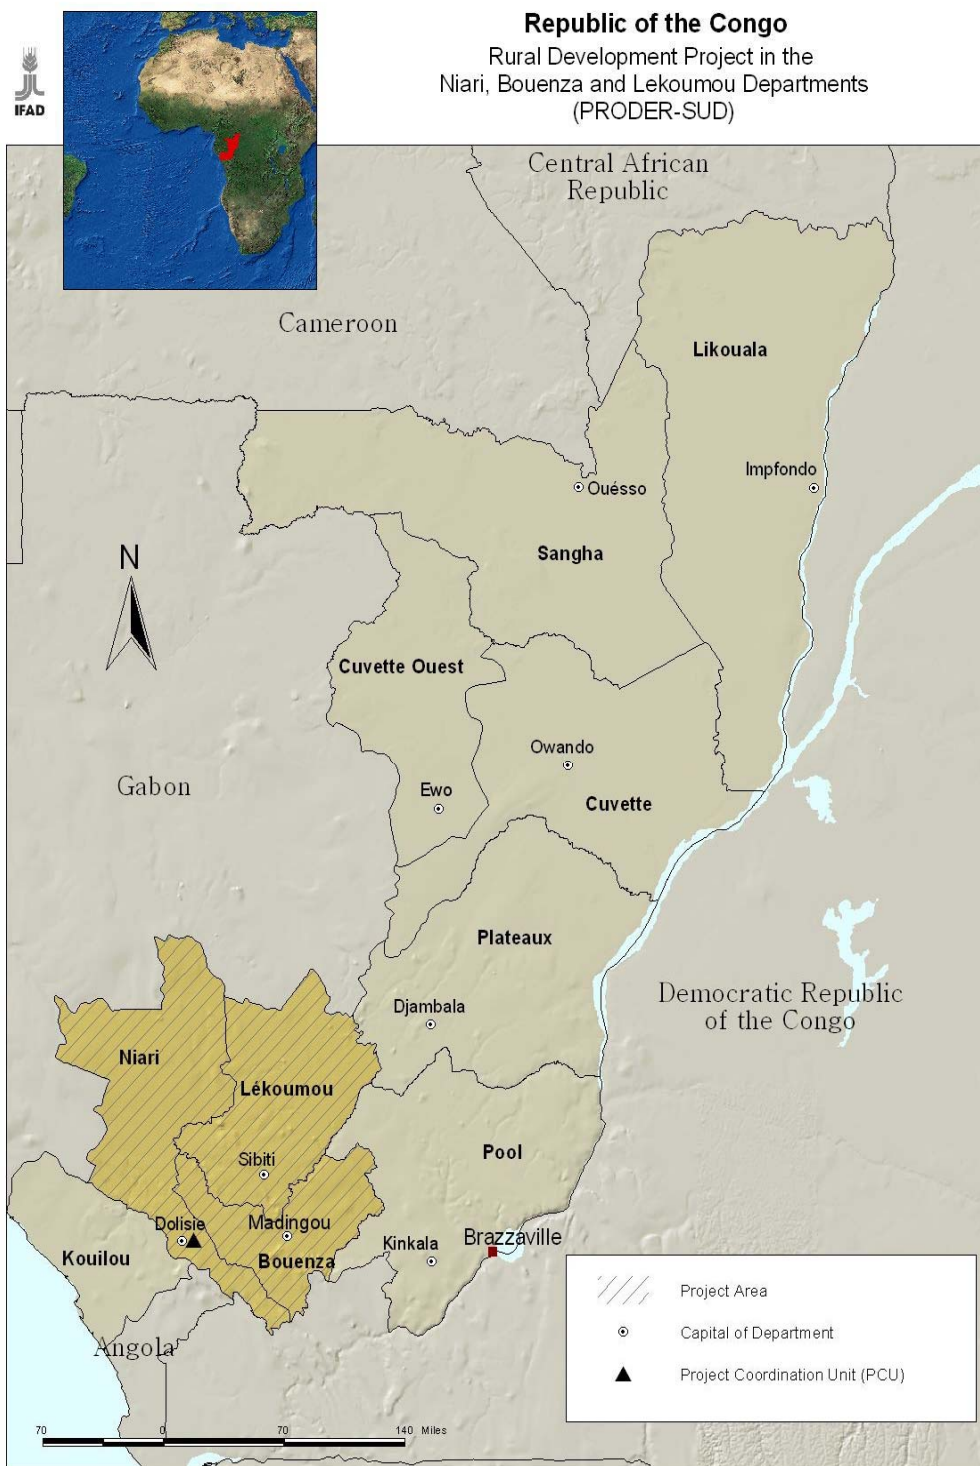 Republic of the Congo
Rural Development Project in the
Niari, Bouenza and Lekoumou Departments
(PRODER-SUD)
IFAD
Central African
Republic
Cameroon
Likouala
Impfondo
Ouésso
Sangha
N
Cuvette Ouest
Owando
Gabon
Ewo
Cuvette
Plateaux
Democratic Republic
of the Congo
Djambala
Niari
Lékoumou
Pool
Sibiti
Dolisie
Madingou
Kinkala
Brazzaville
Kouilou
Bouenza
Angola
Project Area
Capital of Department
Project Coordination Unit (PCU)
70 0 70 140 Miles